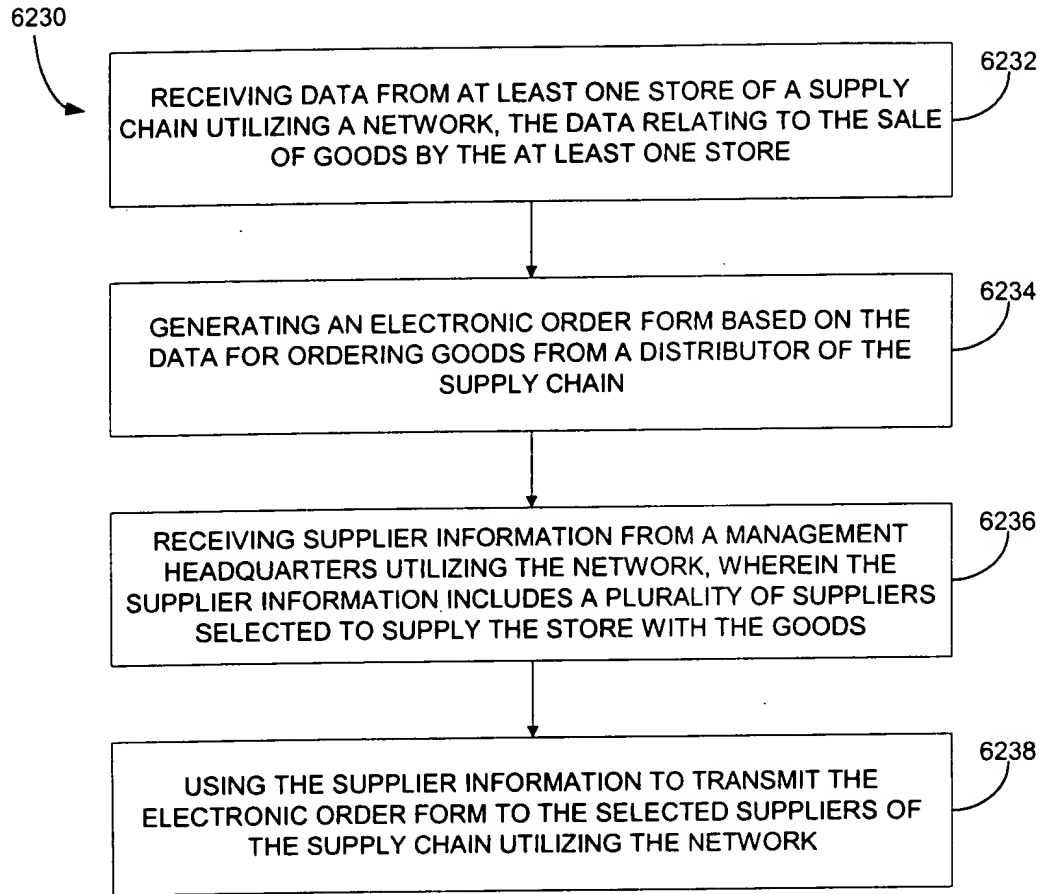 6230
6232
RECEIVING DATA FROM AT LEAST ONE STORE OF A SUPPLY
CHAIN UTILIZING A NETWORK, THE DATA RELATING TO THE SALE
OF GOODS BY THE AT LEAST ONE STORE
6234
GENERATING AN ELECTRONIC ORDER FORM BASED ON THE
DATA FOR ORDERING GOODS FROM A DISTRIBUTOR OF THE
SUPPLY CHAIN
6236
RECEIVING SUPPLIER INFORMATION FROM A MANAGEMENT
HEADQUARTERS UTILIZING THE NETWORK, WHEREIN THE
SUPPLIER INFORMATION INCLUDES A PLURALITY OF SUPPLIERS
SELECTED TO SUPPLY THE STORE WITH THE GOODS
6238
USING THE SUPPLIER INFORMATION TO TRANSMIT THE
ELECTRONIC ORDER FORM TO THE SELECTED SUPPLIERS OF
THE SUPPLY CHAIN UTILIZING THE NETWORK